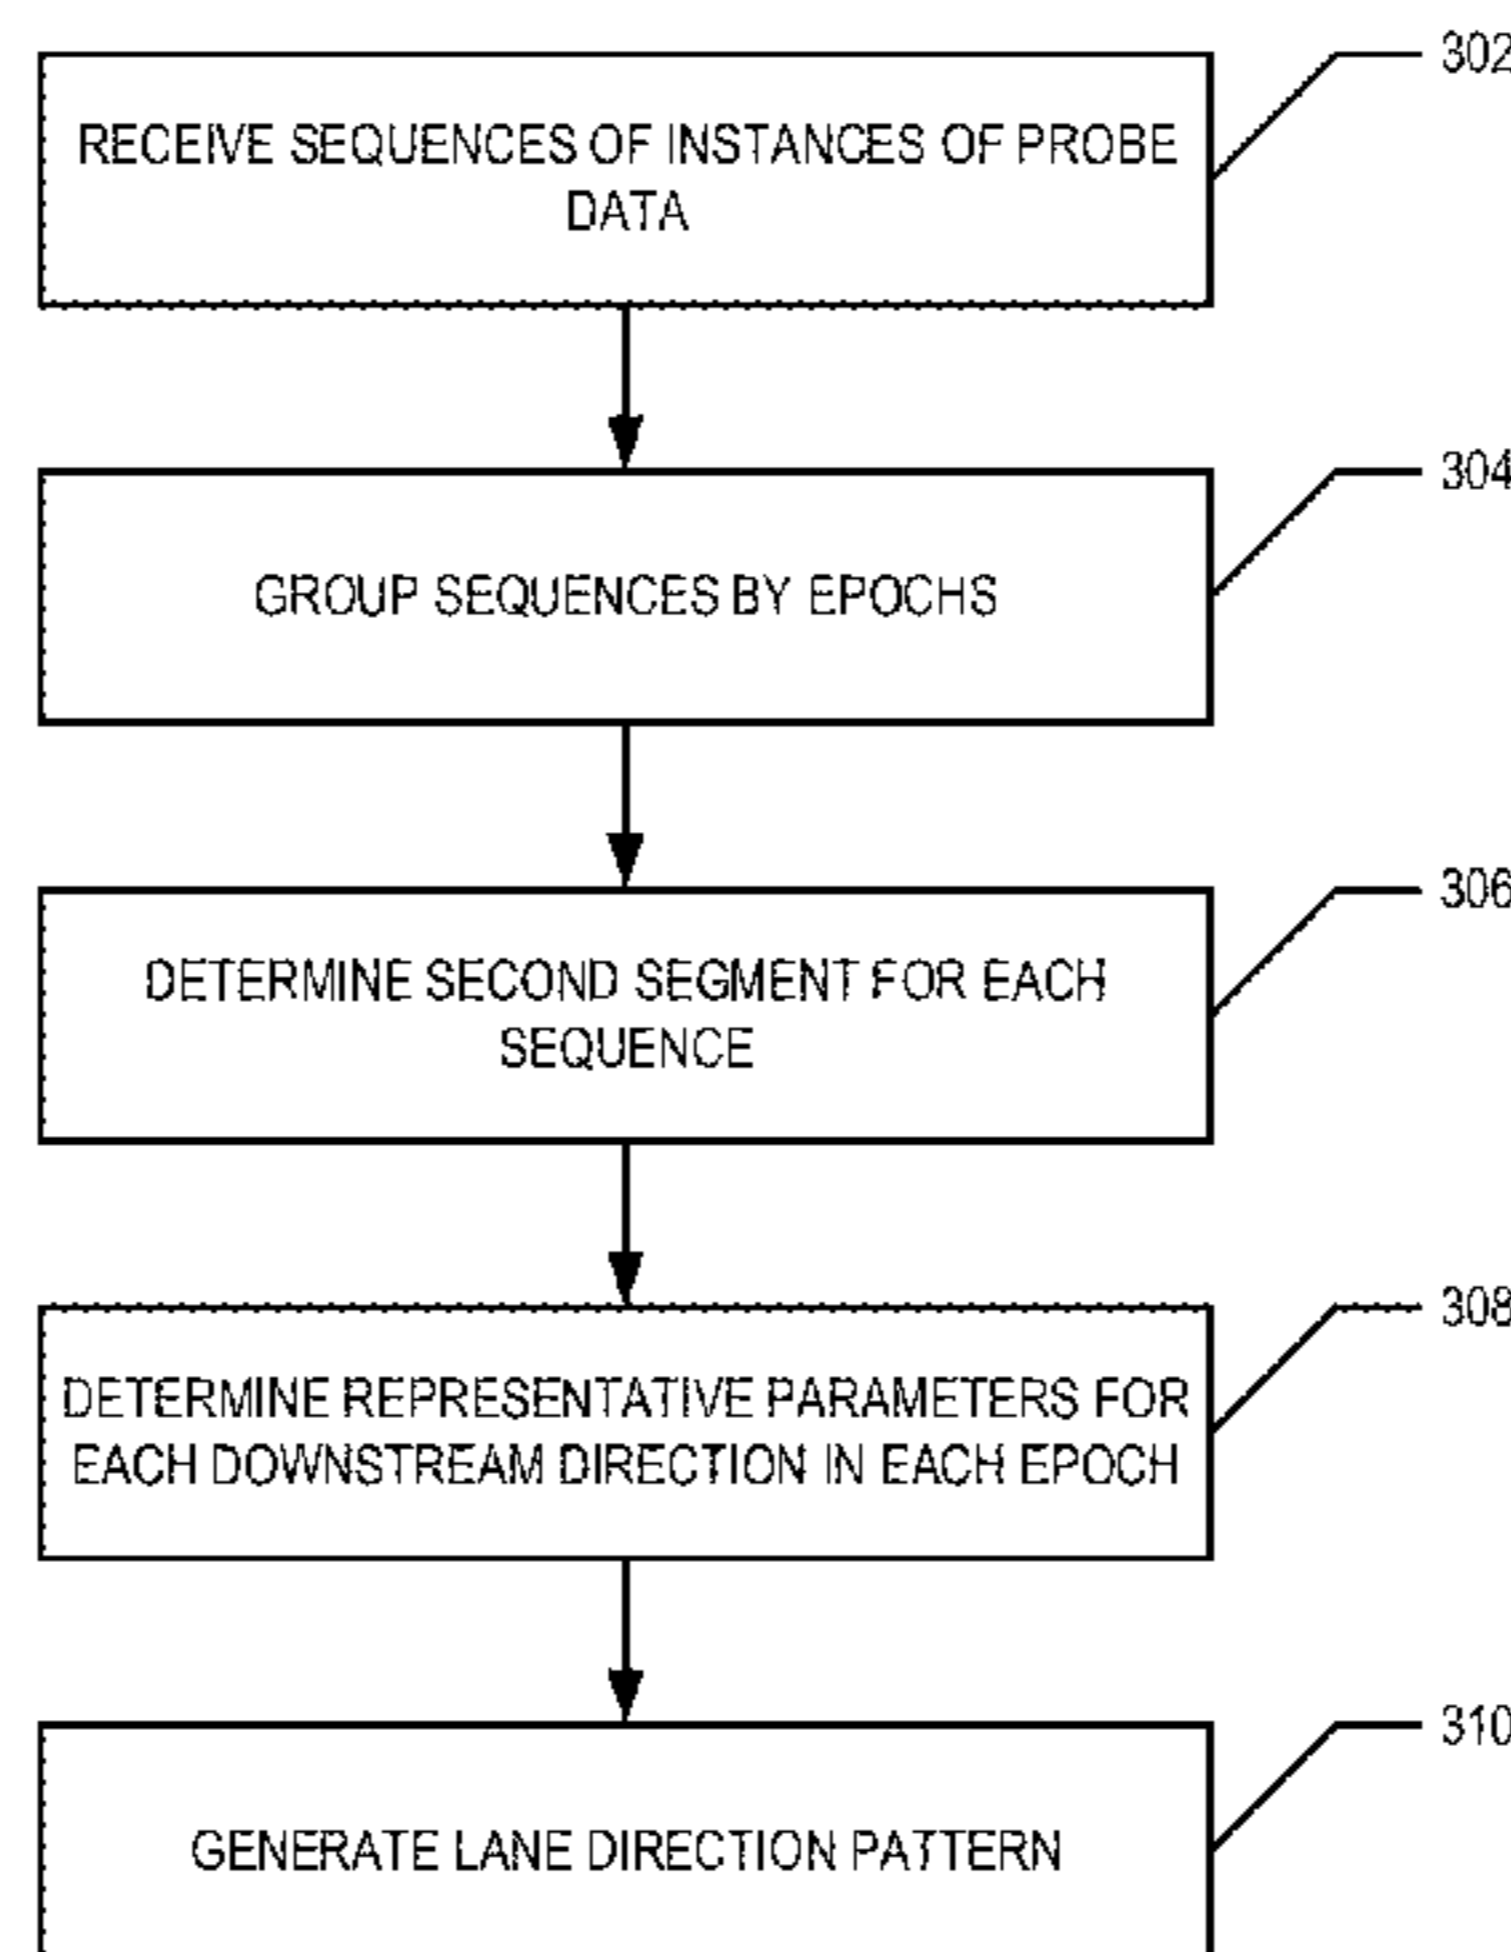 302
RECEIVE SEQUENCES OF INSTANCES OF PROBE
DATA
304
GROUP SEQUENCES BY EPOCHS
306
DETERMINE SECOND SEGMENT FOR EACH
SEQUENCE
308
DETERMINE REPRESENTATIVE PARAMETERS FOR
EACH DOWNSTREAM DIRECTION IN EACH EPOCH
310
GENERATE LANE DIRECTION PATTERN